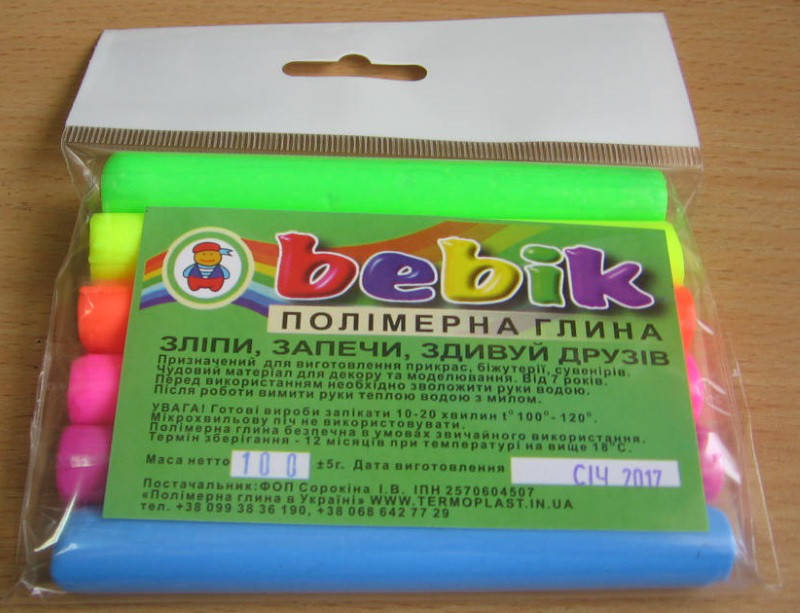 bebik
ПОЛІМЕРНА ГЛИНА
ЗЛІПИ, ЗАПЕЧИ, ЗДИВУЙ ДРУЗІВ
Призначений для виготовлення прикрас, біжутерії, сувенірів.
Чудовий матеріал для декору та моделювання. Від 7 років.
Перед використанням необхідно зволожити руки водою.
Після роботи вимити руки теплою водою з милом.
УВАГА! Готові вироби запікати 10-20 хвилин t° 100°- 120°.
Мікрохвильову піч не використовувати.
Полімерна глина безпечна в умовах звичайного використання.
Термін зберігання - 12 місяців при температурі на вище 18°С.
Маса нетто 100 ±5г. Дата виготовлення СІЧ 2017
Постачальник:ФОП Сорокіна І.В. ІПН 2570604507
«Полімерна глина в Україні» WWW.TERMOPLAST.IN.UA
тел. +38 099 38 36 190, +38 068 642 77 29